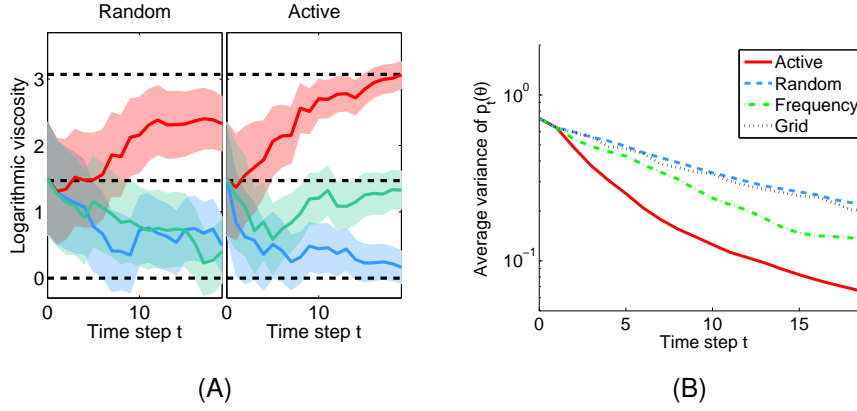 Random
Active
Logarithmic viscosity
3
2
1
0
0
10
0
10
Time step t
Time step t
(A)
Average variance of p_t(θ)
10^0
10^-1
Active
Random
Frequency
Grid
0
5
10
15
Time step t
(B)